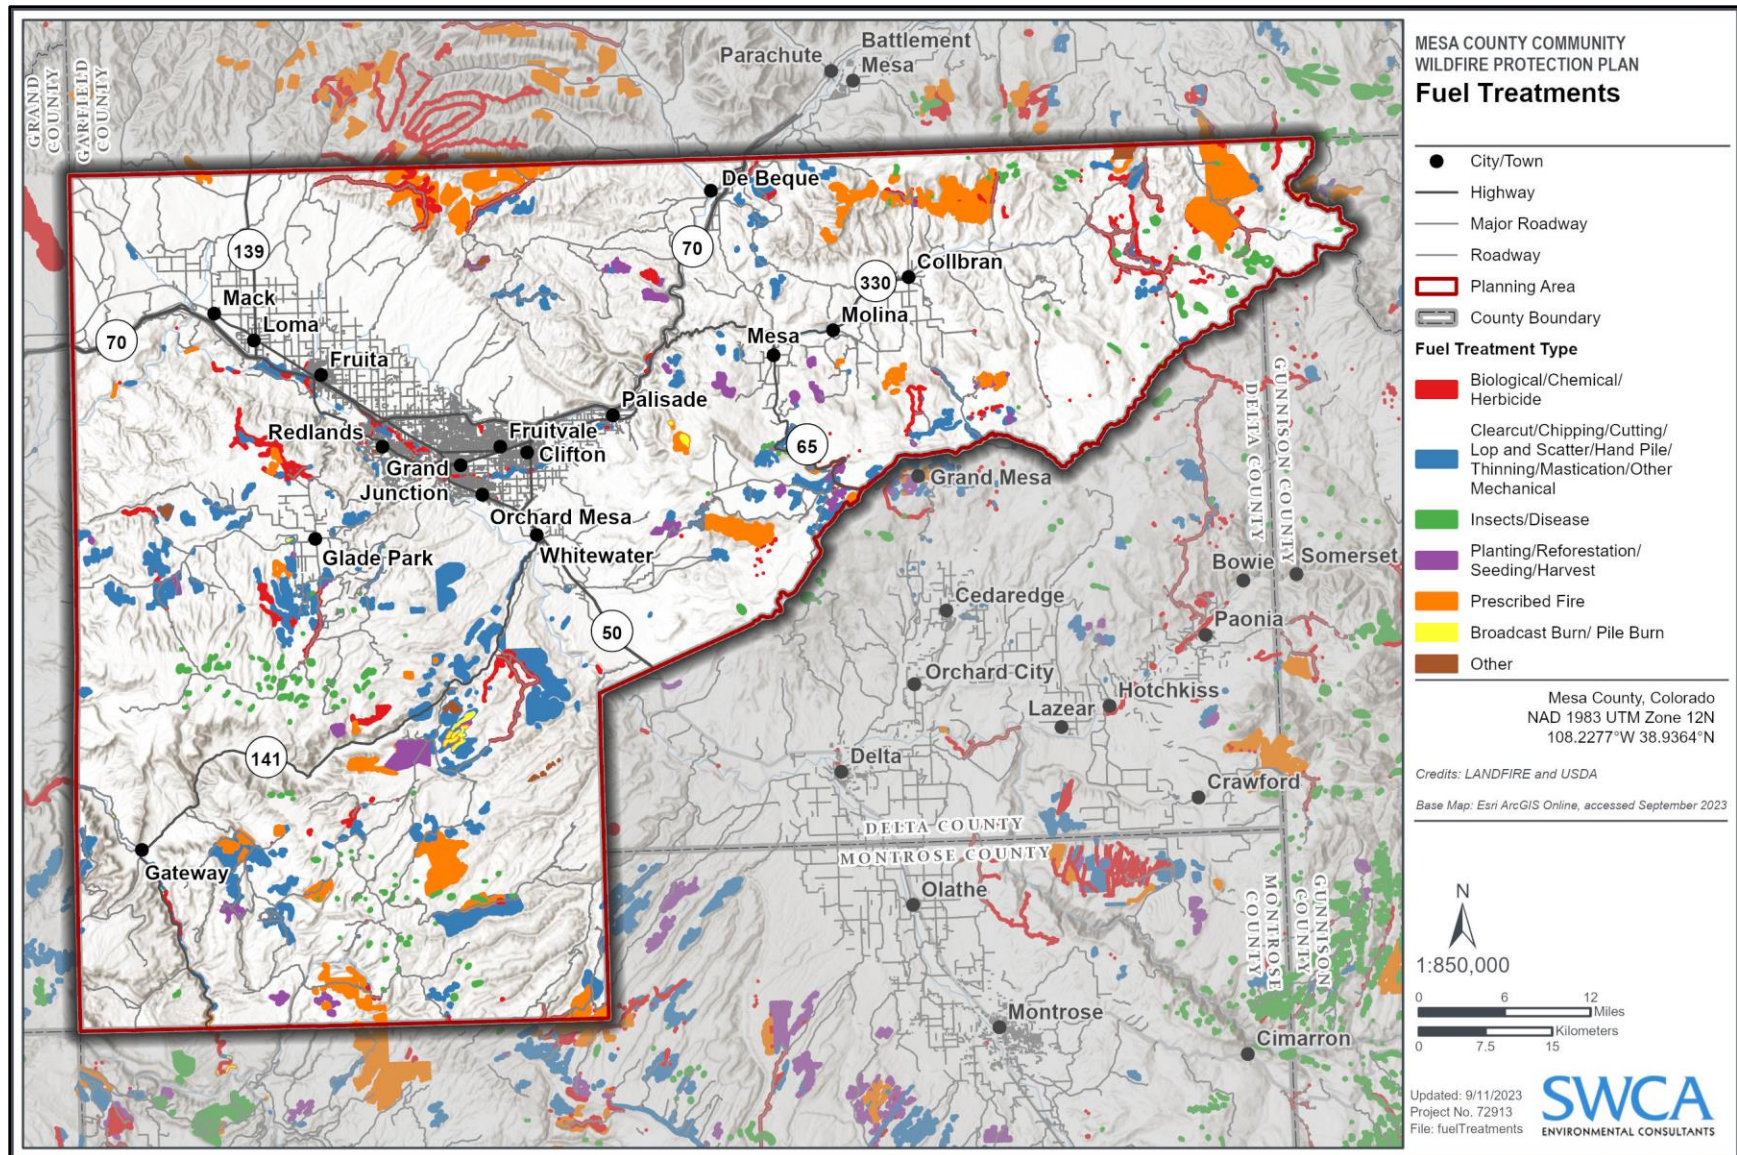 MESA COUNTY COMMUNITY
WILDFIRE PROTECTION PLAN
Fuel Treatments
City/Town
Highway
Major Roadway
Roadway
Planning Area
County Boundary
Fuel Treatment Type
Biological/Chemical/
Herbicide
Clearcut/Chipping/Cutting/
Lop and Scatter/Hand Pile/
Thinning/Mastication/Other
Mechanical
Insects/Disease
Planting/Reforestation/
Seeding/Harvest
Prescribed Fire
Broadcast Burn/ Pile Burn
Other
Mesa County, Colorado
NAD 1983 UTM Zone 12N
108.2277°W 38.9364°N
Credits: LANDFIRE and USDA
Base Map: Esri ArcGIS Online, accessed September 2023
N
1:850,000
0 6 12
Miles
Kilometers
0 7.5 15
Updated: 9/11/2023
Project No. 72913
File: fuelTreatments
SWCA
ENVIRONMENTAL CONSULTANTS
GRAND
COUNTY
GARFIELD
COUNTY
Parachute
Battlement
Mesa
De Beque
139
70
Collbran
330
Mack
Loma
Molina
70
Mesa
Fruita
Palisade
Redlands
Fruitvale
Clifton
65
Grand
Junction
Grand Mesa
Orchard Mesa
Whitewater
Glade Park
DELTA COUNTY
GUNNISON COUNTY
Bowie
Somerset
Cedaredge
50
Paonia
Orchard City
Hotchkiss
Lazear
141
Delta
Crawford
DELTA COUNTY
MONTROSE COUNTY
Gateway
Olathe
MONTROSE
COUNTY
GUNNISON
COUNTY
Montrose
Cimarron